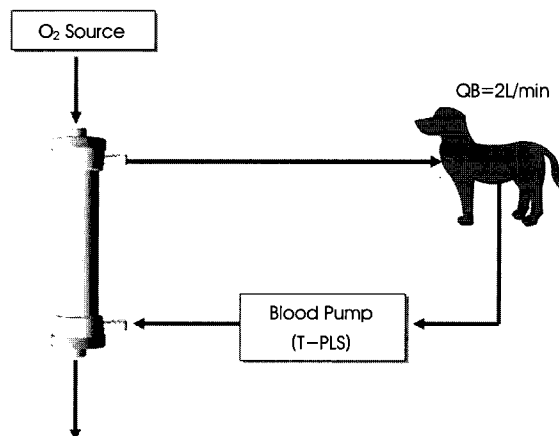 O₂ Source
QB=2L/min
Blood Pump
(T-PLS)